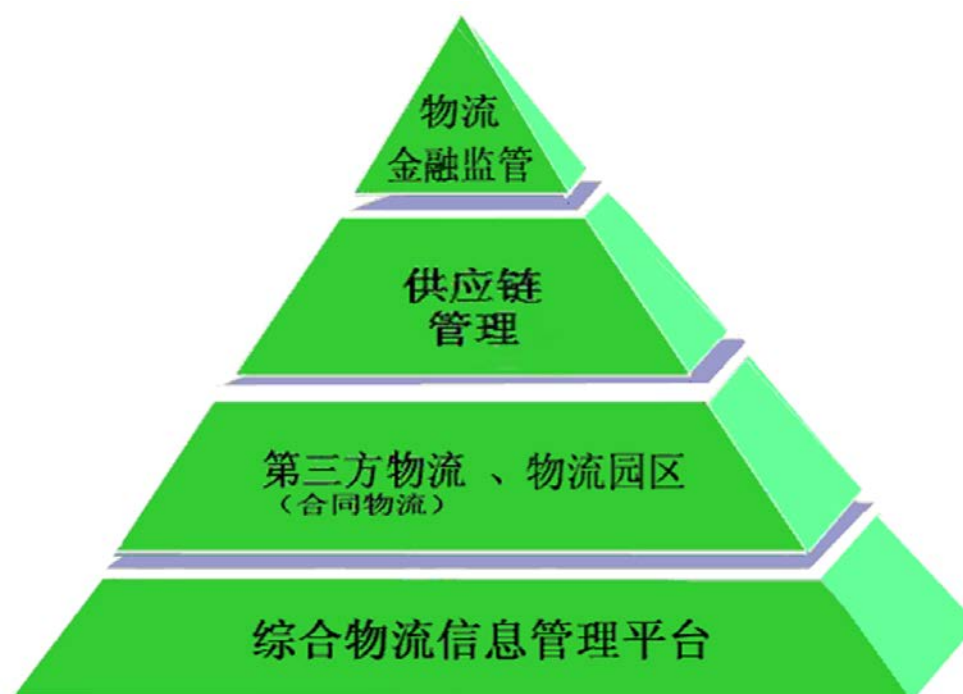 物流
金融监管
供应链
管理
第三方物流 、物流园区
（合同物流）
综合物流信息管理平台